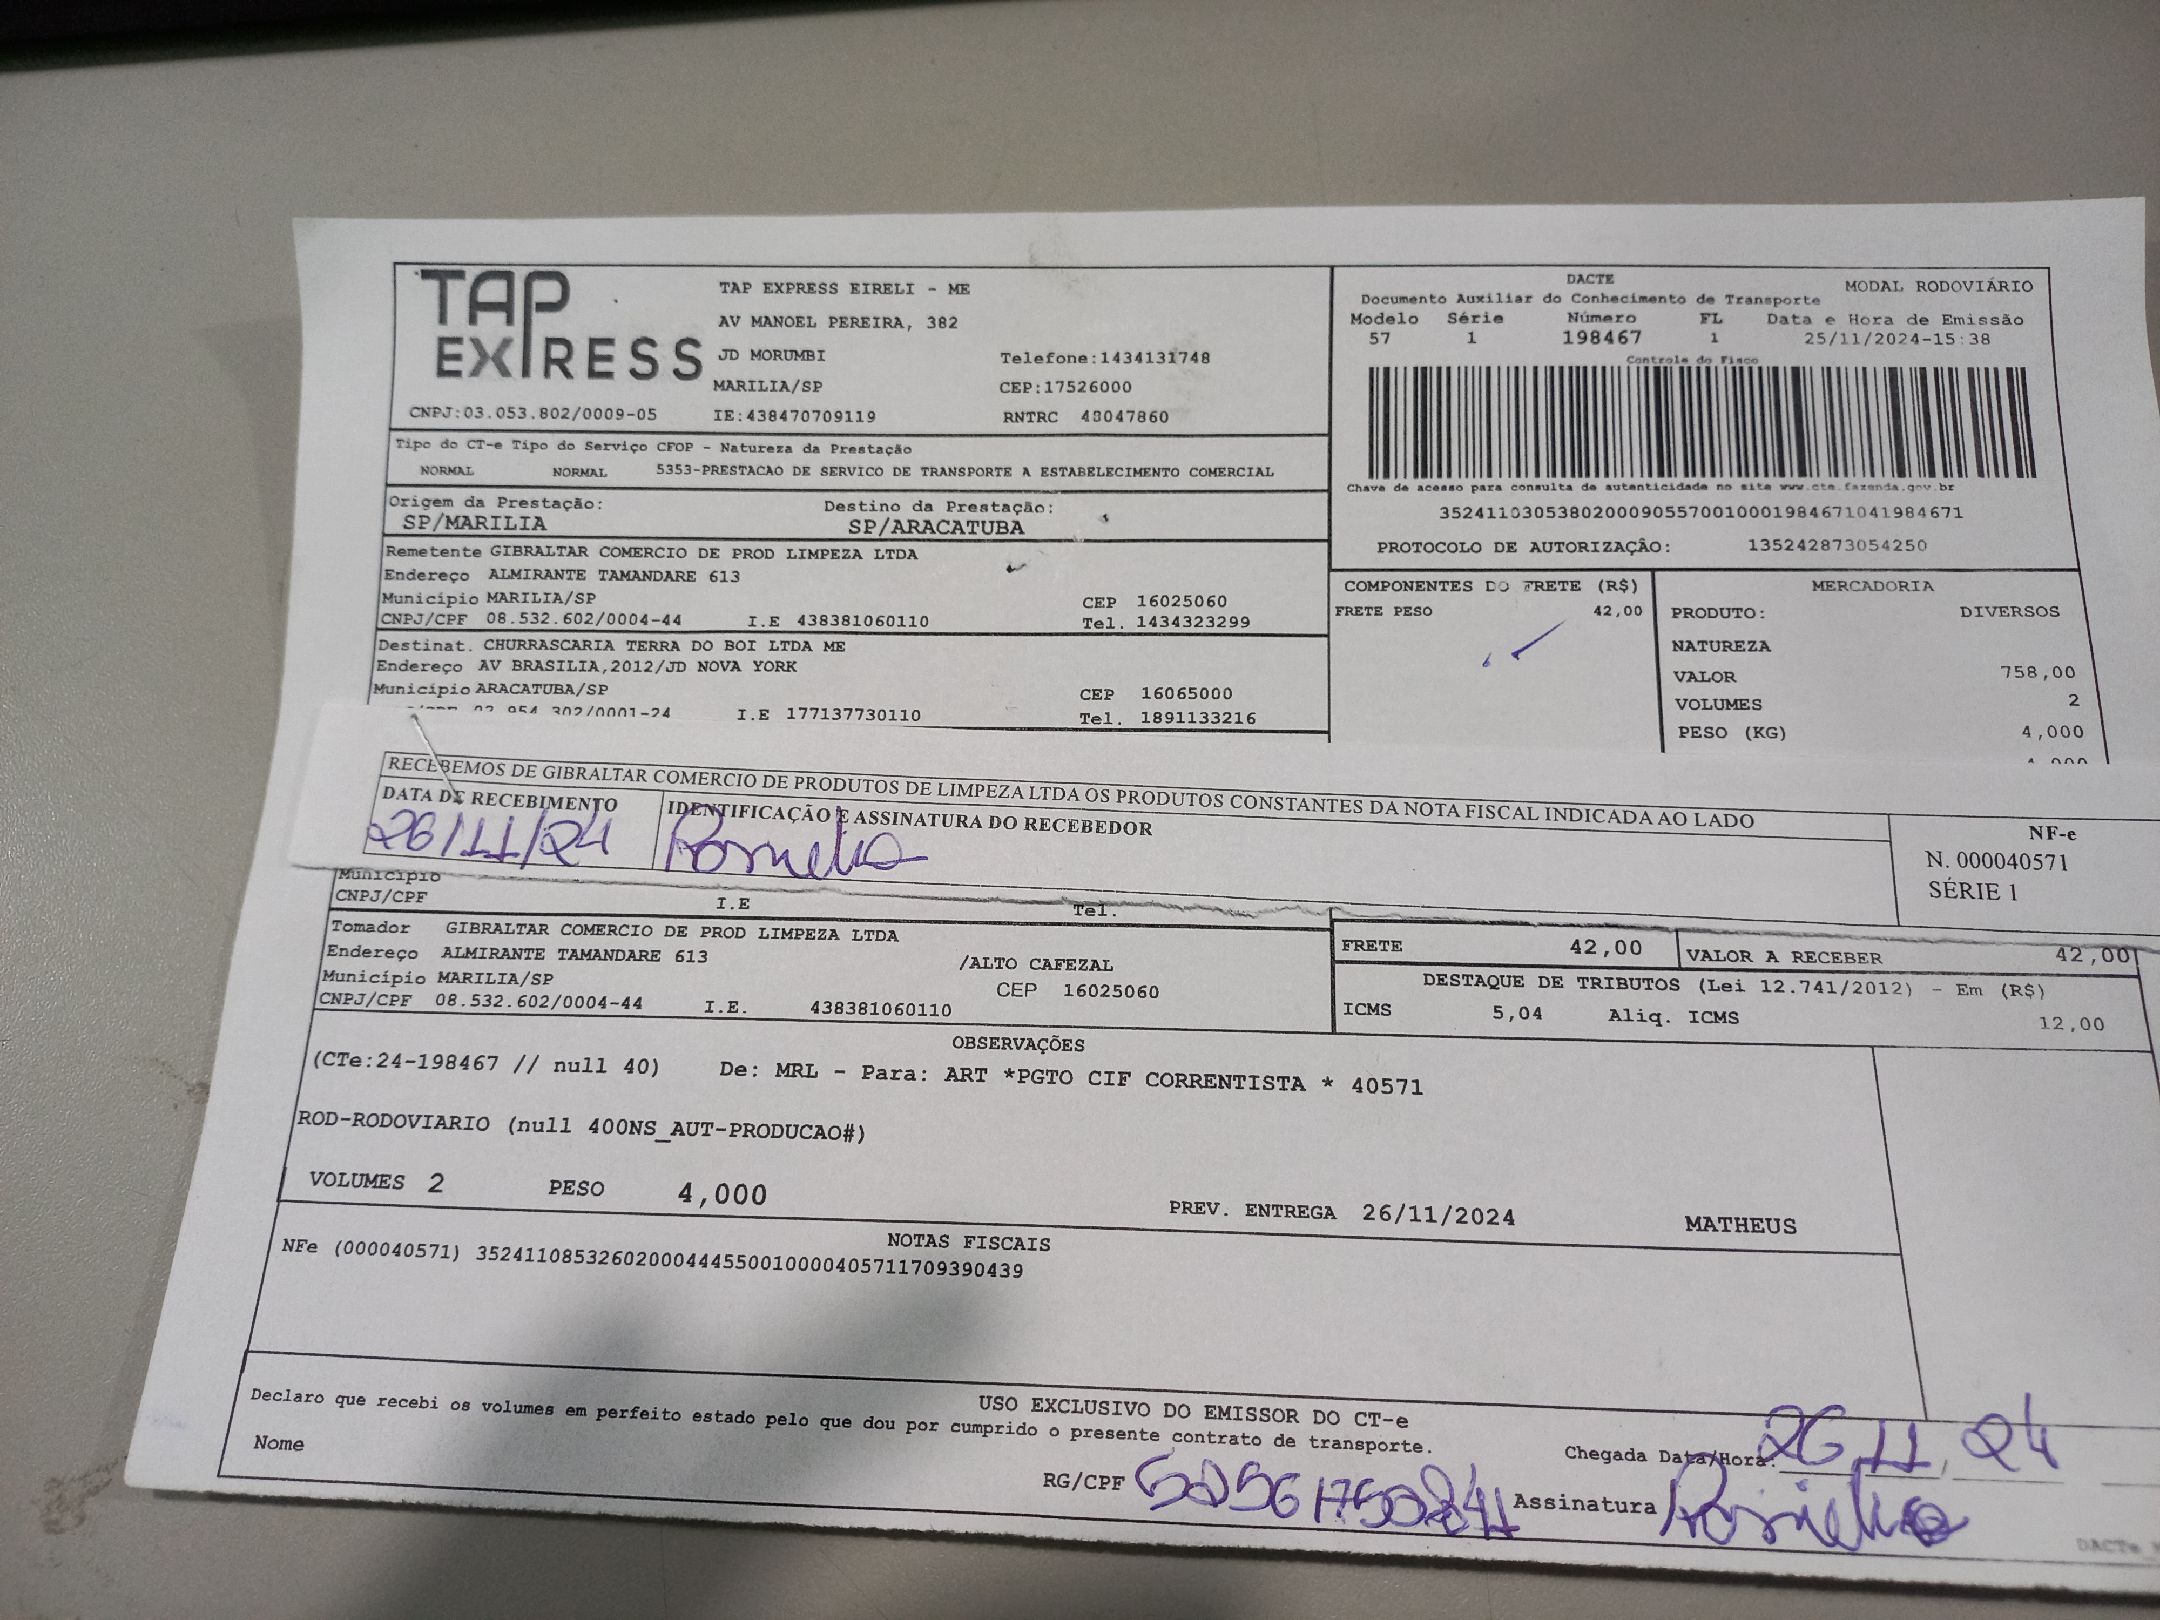 TAP EXPRESS
TAP EXPRESS EIRELI - ME
AV MANOEL PEREIRA, 382
JD MORUMBI Telefone:1434131748
MARILIA/SP CEP:17526000
CNPJ:03.053.802/0009-05 IE:438470709119 RNTRC 48047860
DACTE MODAL RODOVIÁRIO
Documento Auxiliar do Conhecimento de Transporte
Modelo Série Número FL Data e Hora de Emissão
57 1 198467 1 25/11/2024-15:38
Controle do Fisco
Chave de acesso para consulta de autenticidade no site www.cte.fazenda.gov.br
35241103053802000905570010001984671041984671
PROTOCOLO DE AUTORIZAÇÃO: 135242873054250
Tipo do CT-e Tipo do Serviço CFOP - Natureza da Prestação
NORMAL NORMAL 5353-PRESTACAO DE SERVICO DE TRANSPORTE A ESTABELECIMENTO COMERCIAL
Origem da Prestação: Destino da Prestação:
SP/MARILIA SP/ARACATUBA
Remetente GIBRALTAR COMERCIO DE PROD LIMPEZA LTDA
Endereço ALMIRANTE TAMANDARE 613
Município MARILIA/SP CEP 16025060
CNPJ/CPF 08.532.602/0004-44 I.E 438381060110 Tel. 1434323299
Destinat. CHURRASCARIA TERRA DO BOI LTDA ME
Endereço AV BRASILIA,2012/JD NOVA YORK
Município ARACATUBA/SP CEP 16065000
02.954.302/0001-24 I.E 177137730110 Tel. 1891133216
COMPONENTES DO FRETE (R$)
FRETE PESO 42,00
MERCADORIA
PRODUTO: DIVERSOS
NATUREZA
VALOR 758,00
VOLUMES 2
PESO (KG) 4,000
RECEBEMOS DE GIBRALTAR COMERCIO DE PRODUTOS DE LIMPEZA LTDA OS PRODUTOS CONSTANTES DA NOTA FISCAL INDICADA AO LADO
DATA DE RECEBIMENTO IDENTIFICAÇÃO E ASSINATURA DO RECEBEDOR
26/11/24
NF-e
N. 000040571
SÉRIE 1
Município
CNPJ/CPF I.E Tel.
Tomador GIBRALTAR COMERCIO DE PROD LIMPEZA LTDA
Endereço ALMIRANTE TAMANDARE 613 /ALTO CAFEZAL
Município MARILIA/SP CEP 16025060
CNPJ/CPF 08.532.602/0004-44 I.E. 438381060110
FRETE 42,00 VALOR A RECEBER 42,00
DESTAQUE DE TRIBUTOS (Lei 12.741/2012) - Em (R$)
ICMS 5,04 Aliq. ICMS 12,00
OBSERVAÇÕES
(CTe:24-198467 // null 40) De: MRL - Para: ART *PGTO CIF CORRENTISTA * 40571
ROD-RODOVIARIO (null 400NS_AUT-PRODUCAO#)
VOLUMES 2 PESO 4,000 PREV. ENTREGA 26/11/2024 MATHEUS
NOTAS FISCAIS
NFe (000040571) 35241108532602000444550010000405711709390439
USO EXCLUSIVO DO EMISSOR DO CT-e
Declaro que recebi os volumes em perfeito estado pelo que dou por cumprido o presente contrato de transporte.
Nome RG/CPF Chegada Data/Hora: 26 11 24
Assinatura